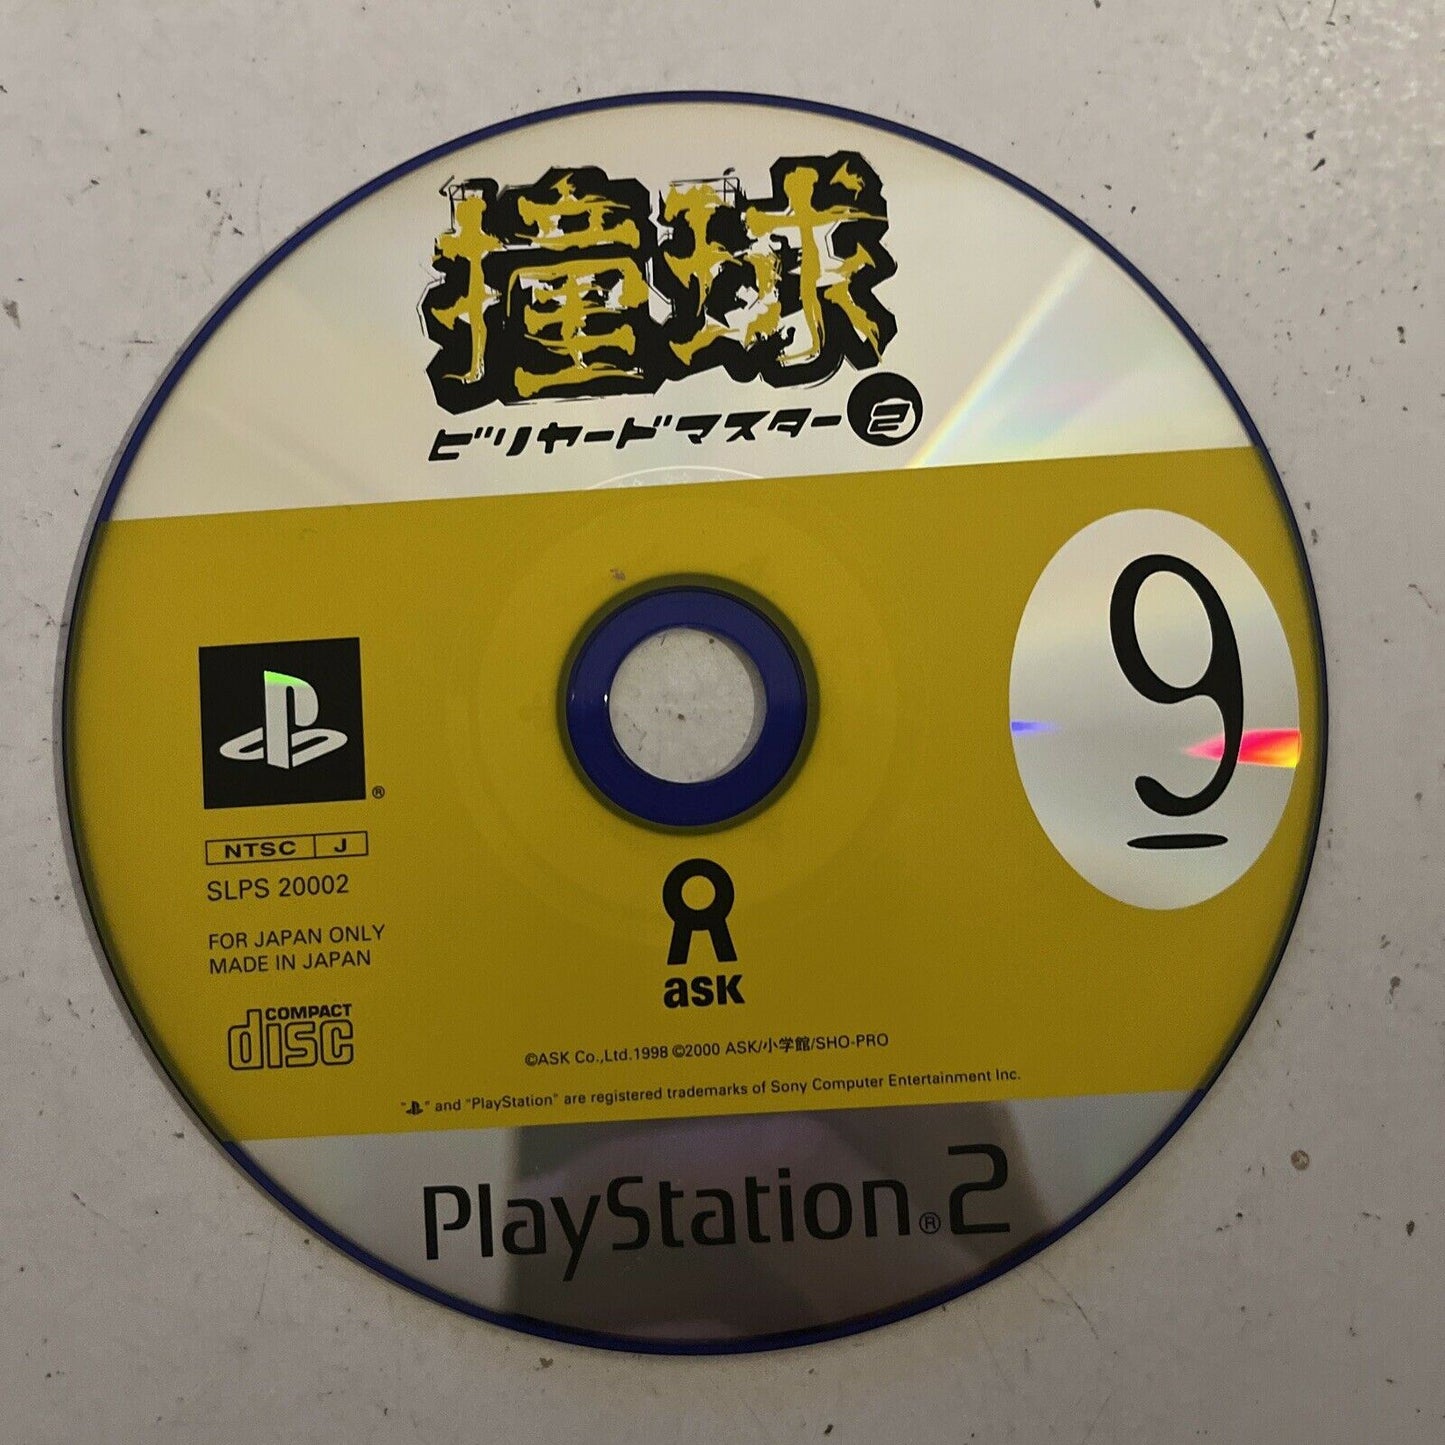 撞球
ビリヤードマスター2
9
®
NTSC J
SLPS 20002
FOR JAPAN ONLY
MADE IN JAPAN
COMPACT
disc
ask
©ASK Co.,Ltd.1998 ©2000 ASK/小学館/SHO-PRO
" " and "PlayStation" are registered trademarks of Sony Computer Entertainment Inc.
PlayStation®2